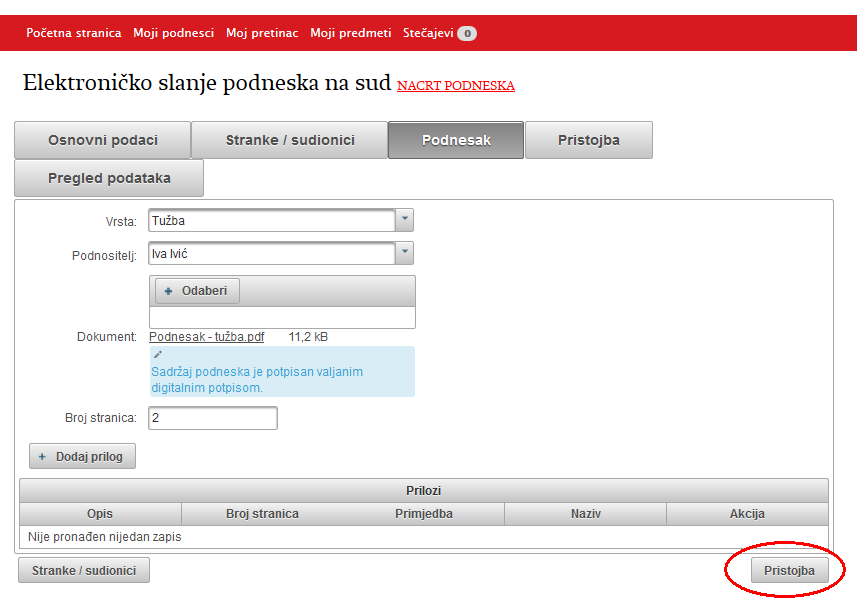 Početna stranica Moji podnesci Moj pretinac Moji predmeti Stečajevi 0
Elektroničko slanje podneska na sud NACRT PODNESKA
Osnovni podaci Stranke / sudionici Podnesak Pristojba
Pregled podataka
Vrsta: Tužba
Podnositelj: Iva Ivić
+ Odaberi
Dokument: Podnesak - tužba.pdf 11,2 kB
Sadržaj podneska je potpisan valjanim
digitalnim potpisom.
Broj stranica: 2
+ Dodaj prilog
Prilozi
Opis Broj stranica Primjedba Naziv Akcija
Nije pronađen nijedan zapis
Stranke / sudionici Pristojba